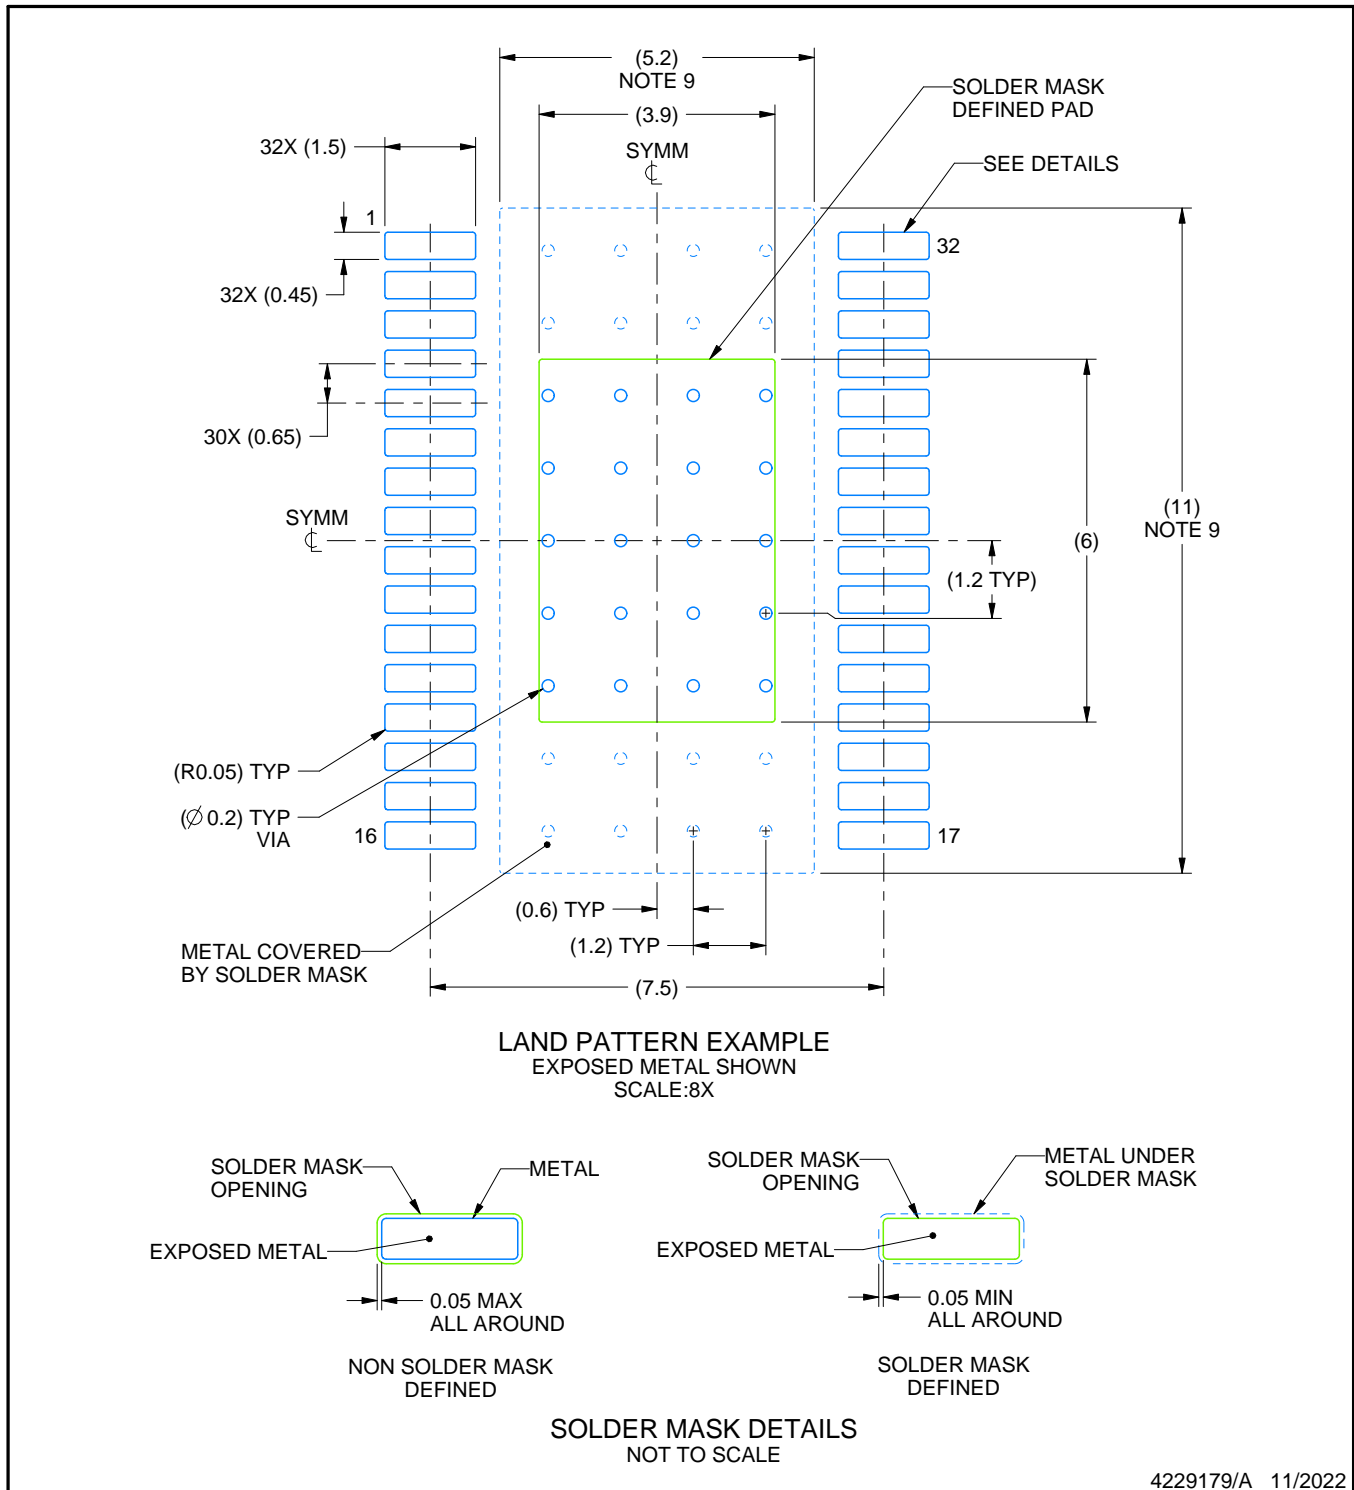 (5.2)
NOTE 9
(3.9)
SYMM
℄
SOLDER MASK
DEFINED PAD
32X (1.5)
SEE DETAILS
1
32
32X (0.45)
30X (0.65)
SYMM
℄
(11)
NOTE 9
(6)
(1.2 TYP)
(R0.05) TYP
(∅ 0.2) TYP
VIA
16
17
(0.6) TYP
(1.2) TYP
METAL COVERED
BY SOLDER MASK
(7.5)
LAND PATTERN EXAMPLE
EXPOSED METAL SHOWN
SCALE:8X
SOLDER MASK
OPENING
METAL
EXPOSED METAL
0.05 MAX
ALL AROUND
NON SOLDER MASK
DEFINED
SOLDER MASK
OPENING
METAL UNDER
SOLDER MASK
EXPOSED METAL
0.05 MIN
ALL AROUND
SOLDER MASK
DEFINED
SOLDER MASK DETAILS
NOT TO SCALE
4229179/A 11/2022